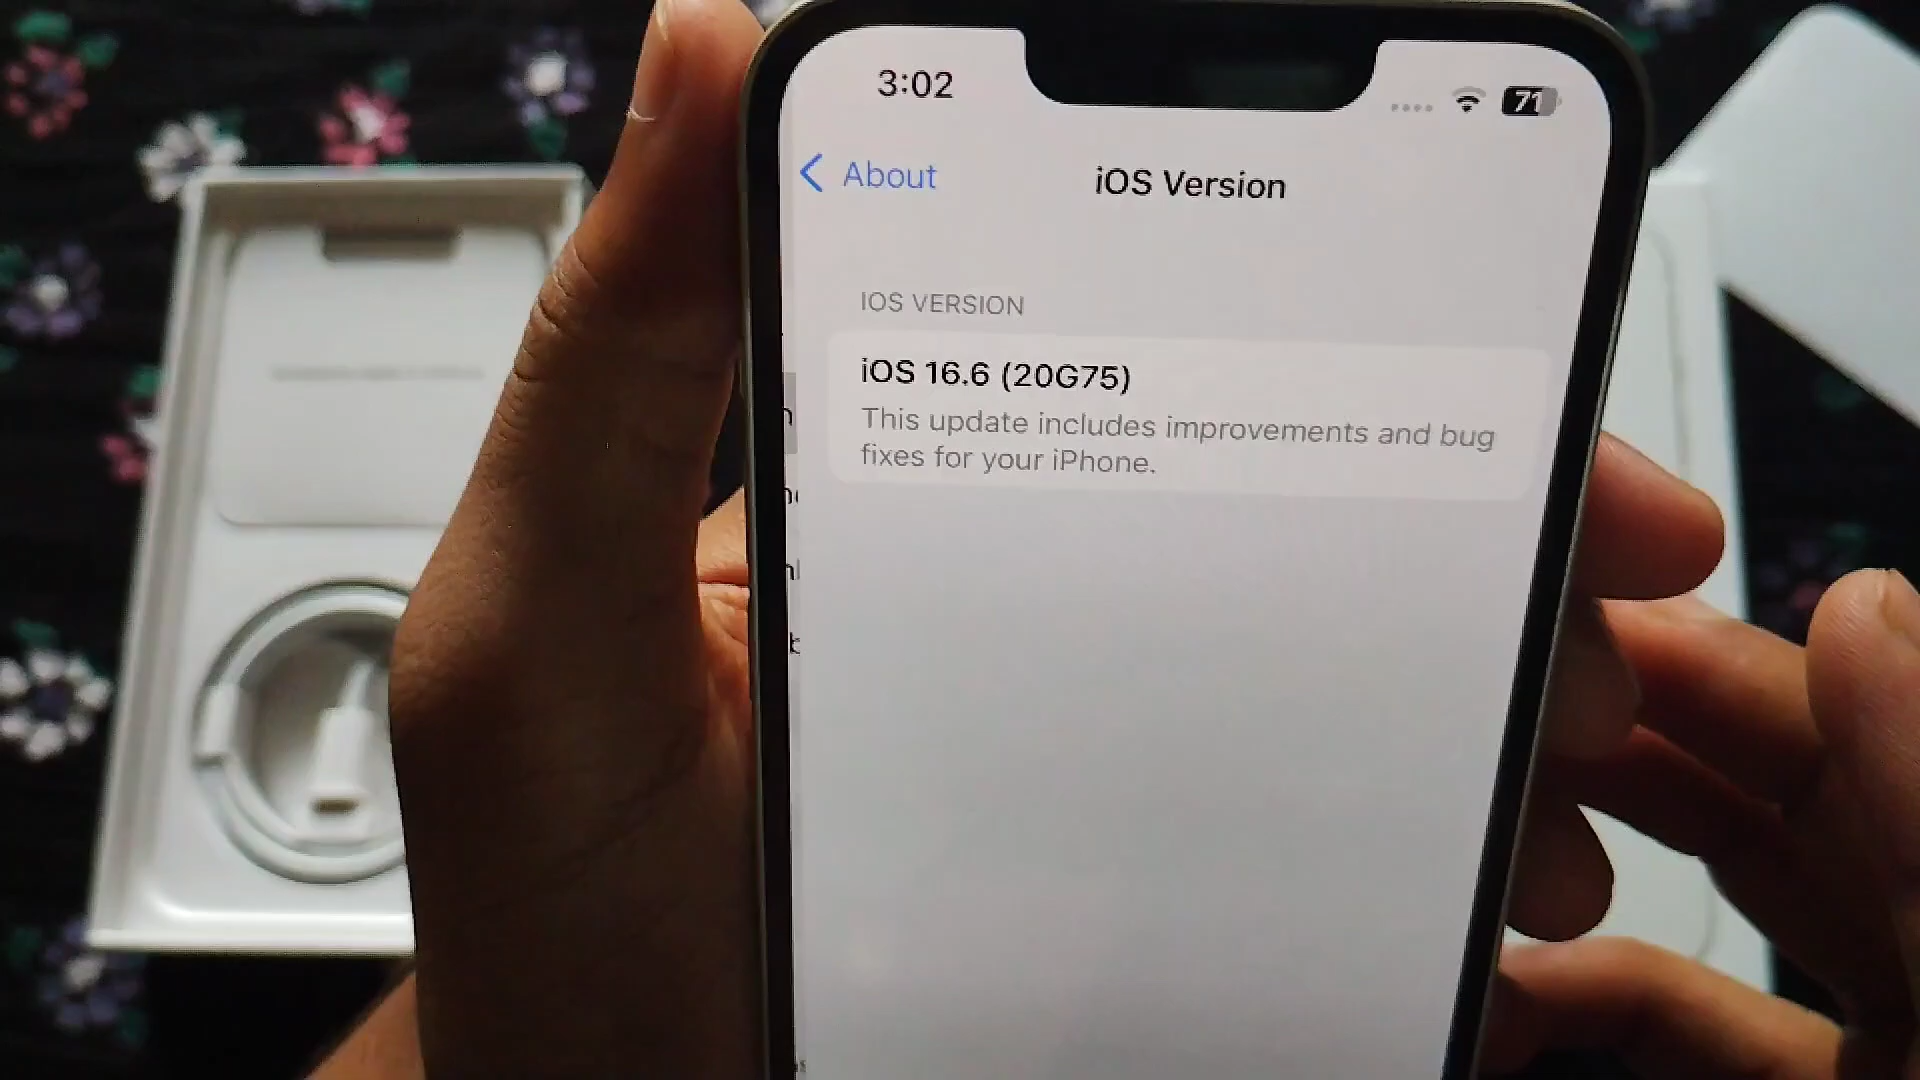 3:02
71
About
iOS Version
IOS VERSION
iOS 16.6 (20G75)
This update includes improvements and bug
fixes for your iPhone.